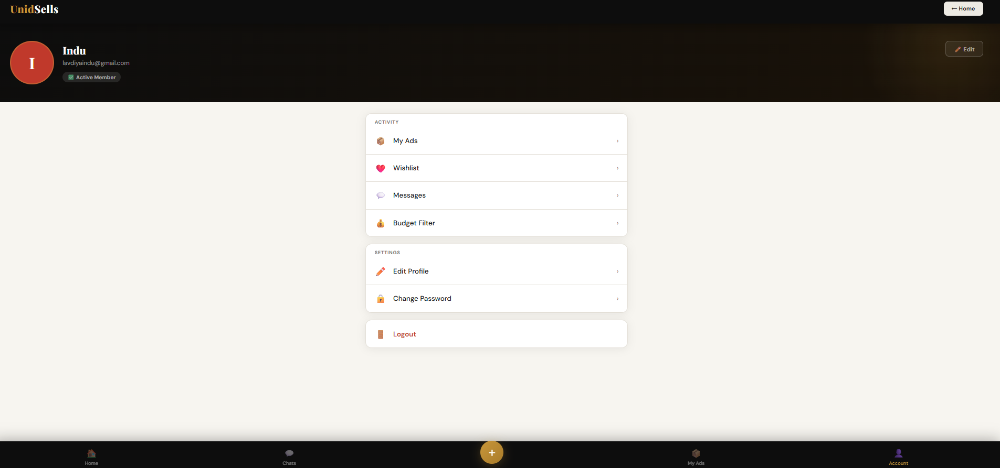 UnidSells
← Home
I
Indu
lavdiyaindu@gmail.com
Active Member
Edit
ACTIVITY
My Ads
Wishlist
Messages
Budget Filter
SETTINGS
Edit Profile
Change Password
Logout
Home
Chats
+
My Ads
Account